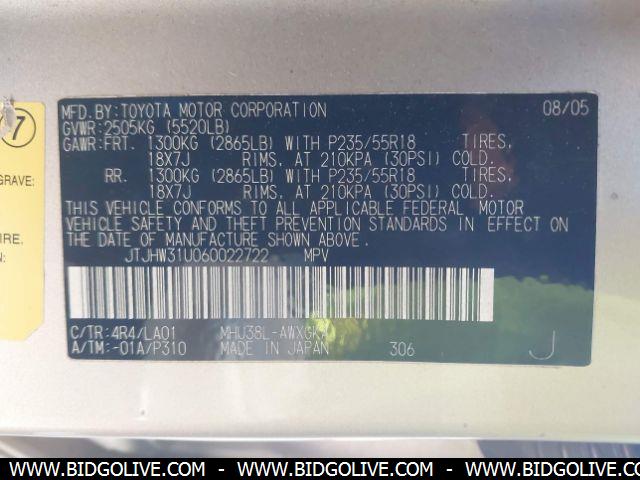 7
GRAVE:
IRE.
MFD.BY:TOYOTA MOTOR CORPORATION 08/05
GVWR:2505KG (5520LB)
GAWR:FRT. 1300KG (2865LB) WITH P235/55R18 TIRES,
18X7J RIMS, AT 210KPA (30PSI) COLD.
RR. 1300KG (2865LB) WITH P235/55R18 TIRES,
18X7J RIMS, AT 210KPA (30PSI) COLD.
THIS VEHICLE CONFORMS TO ALL APPLICABLE FEDERAL MOTOR
VEHICLE SAFETY AND THEFT PREVENTION STANDARDS IN EFFECT ON
THE DATE OF MANUFACTURE SHOWN ABOVE.
JTJHW31U060022722 MPV
C/TR:4R4/LA01 MHU38L-AWXGKA
A/TM:-01A/P310 MADE IN JAPAN 306 J
WWW.BIDGOLIVE.COM - WWW.BIDGOLIVE.COM - WWW.BIDGOLIVE.COM